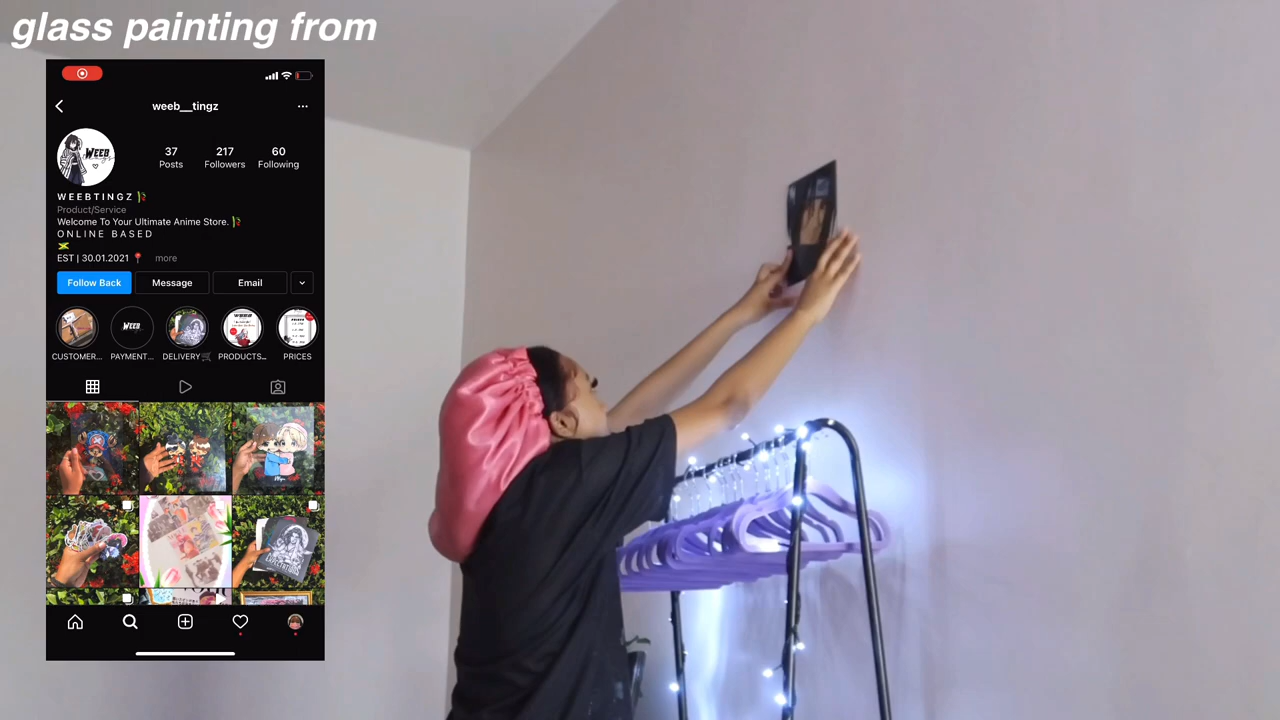 glass painting from
weeb__tingz
37
217
60
Posts
Followers
Following
WEEBTINGZ
Product/Service
Welcome To Your Ultimate Anime Store.
ONLINE BASED
EST | 30.01.2021 more
Follow Back
Message
Email
CUSTOMER...
PAYMENT...
DELIVERY
PRODUCTS...
PRICES